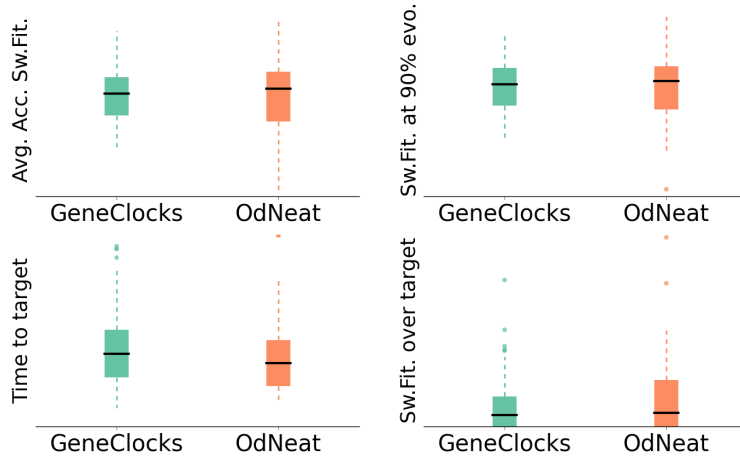 Avg. Acc. Sw.Fit.
GeneClocks OdNeat
Sw.Fit. at 90% evo.
GeneClocks OdNeat
Time to target
GeneClocks OdNeat
Sw.Fit. over target
GeneClocks OdNeat